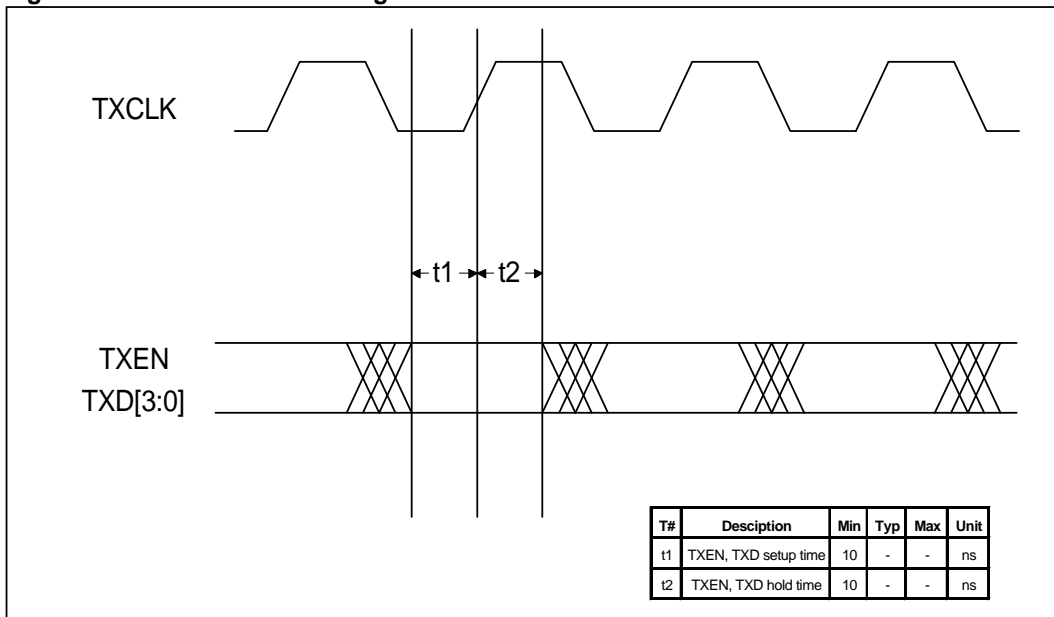 TXCLK
t1 t2
TXEN
TXD[3:0]
T# Desciption Min Typ Max Unit
t1 TXEN, TXD setup time 10 - - ns
t2 TXEN, TXD hold time 10 - - ns